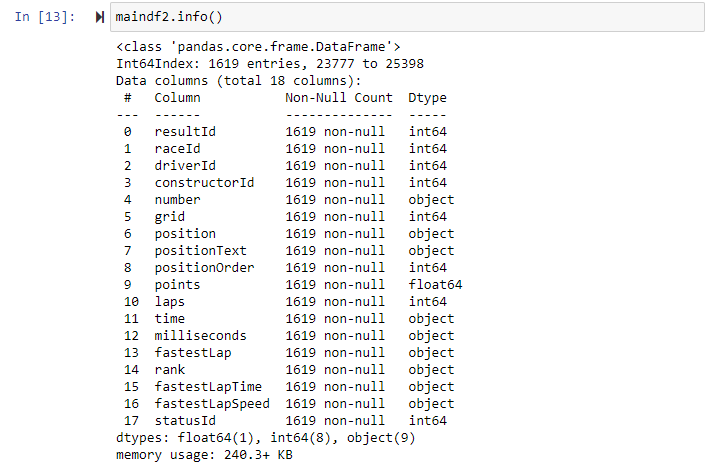 In [13]: maindf2.info()
<class 'pandas.core.frame.DataFrame'>
Int64Index: 1619 entries, 23777 to 25398
Data columns (total 18 columns):
 #   Column           Non-Null Count  Dtype
---  ------           --------------  -----
 0   resultId         1619 non-null   int64
 1   raceId           1619 non-null   int64
 2   driverId         1619 non-null   int64
 3   constructorId    1619 non-null   int64
 4   number           1619 non-null   object
 5   grid             1619 non-null   int64
 6   position         1619 non-null   object
 7   positionText     1619 non-null   object
 8   positionOrder    1619 non-null   int64
 9   points           1619 non-null   float64
 10  laps             1619 non-null   int64
 11  time             1619 non-null   object
 12  milliseconds     1619 non-null   object
 13  fastestLap       1619 non-null   object
 14  rank             1619 non-null   object
 15  fastestLapTime   1619 non-null   object
 16  fastestLapSpeed  1619 non-null   object
 17  statusId         1619 non-null   int64
dtypes: float64(1), int64(8), object(9)
memory usage: 240.3+ KB